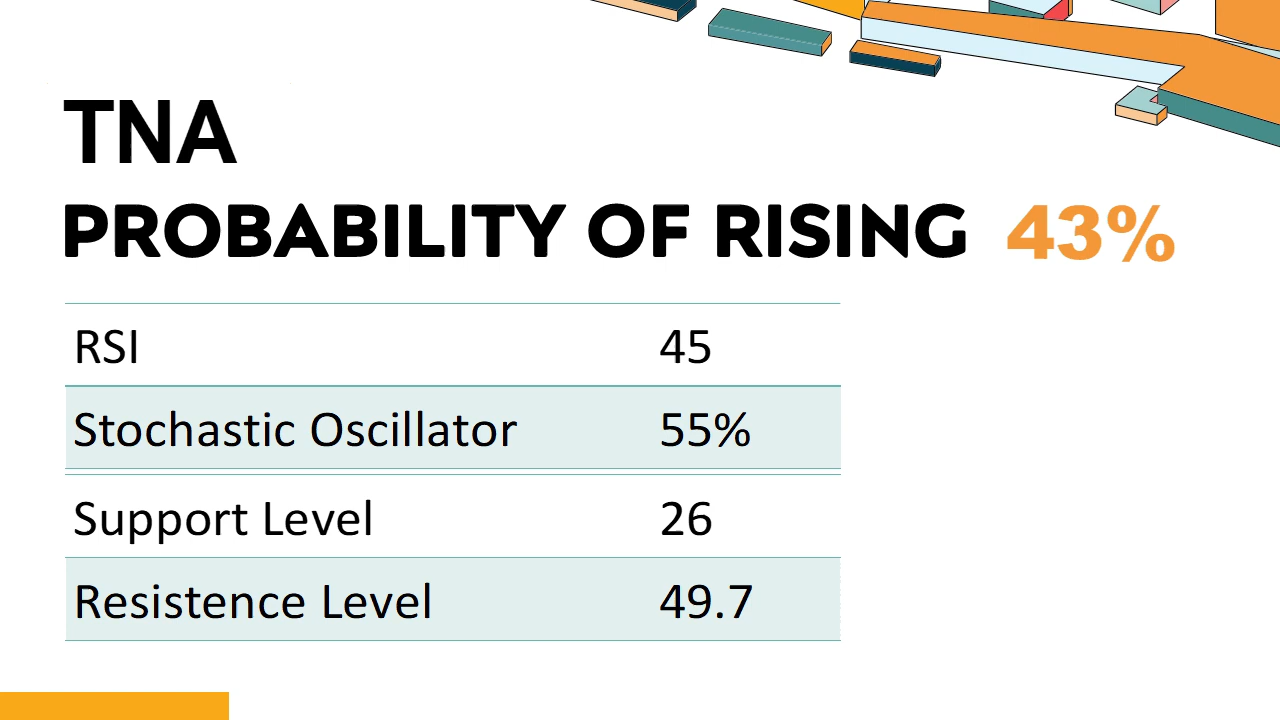 TNA
PROBABILITY OF RISING 43%
RSI 45
Stochastic Oscillator 55%
Support Level 26
Resistence Level 49.7